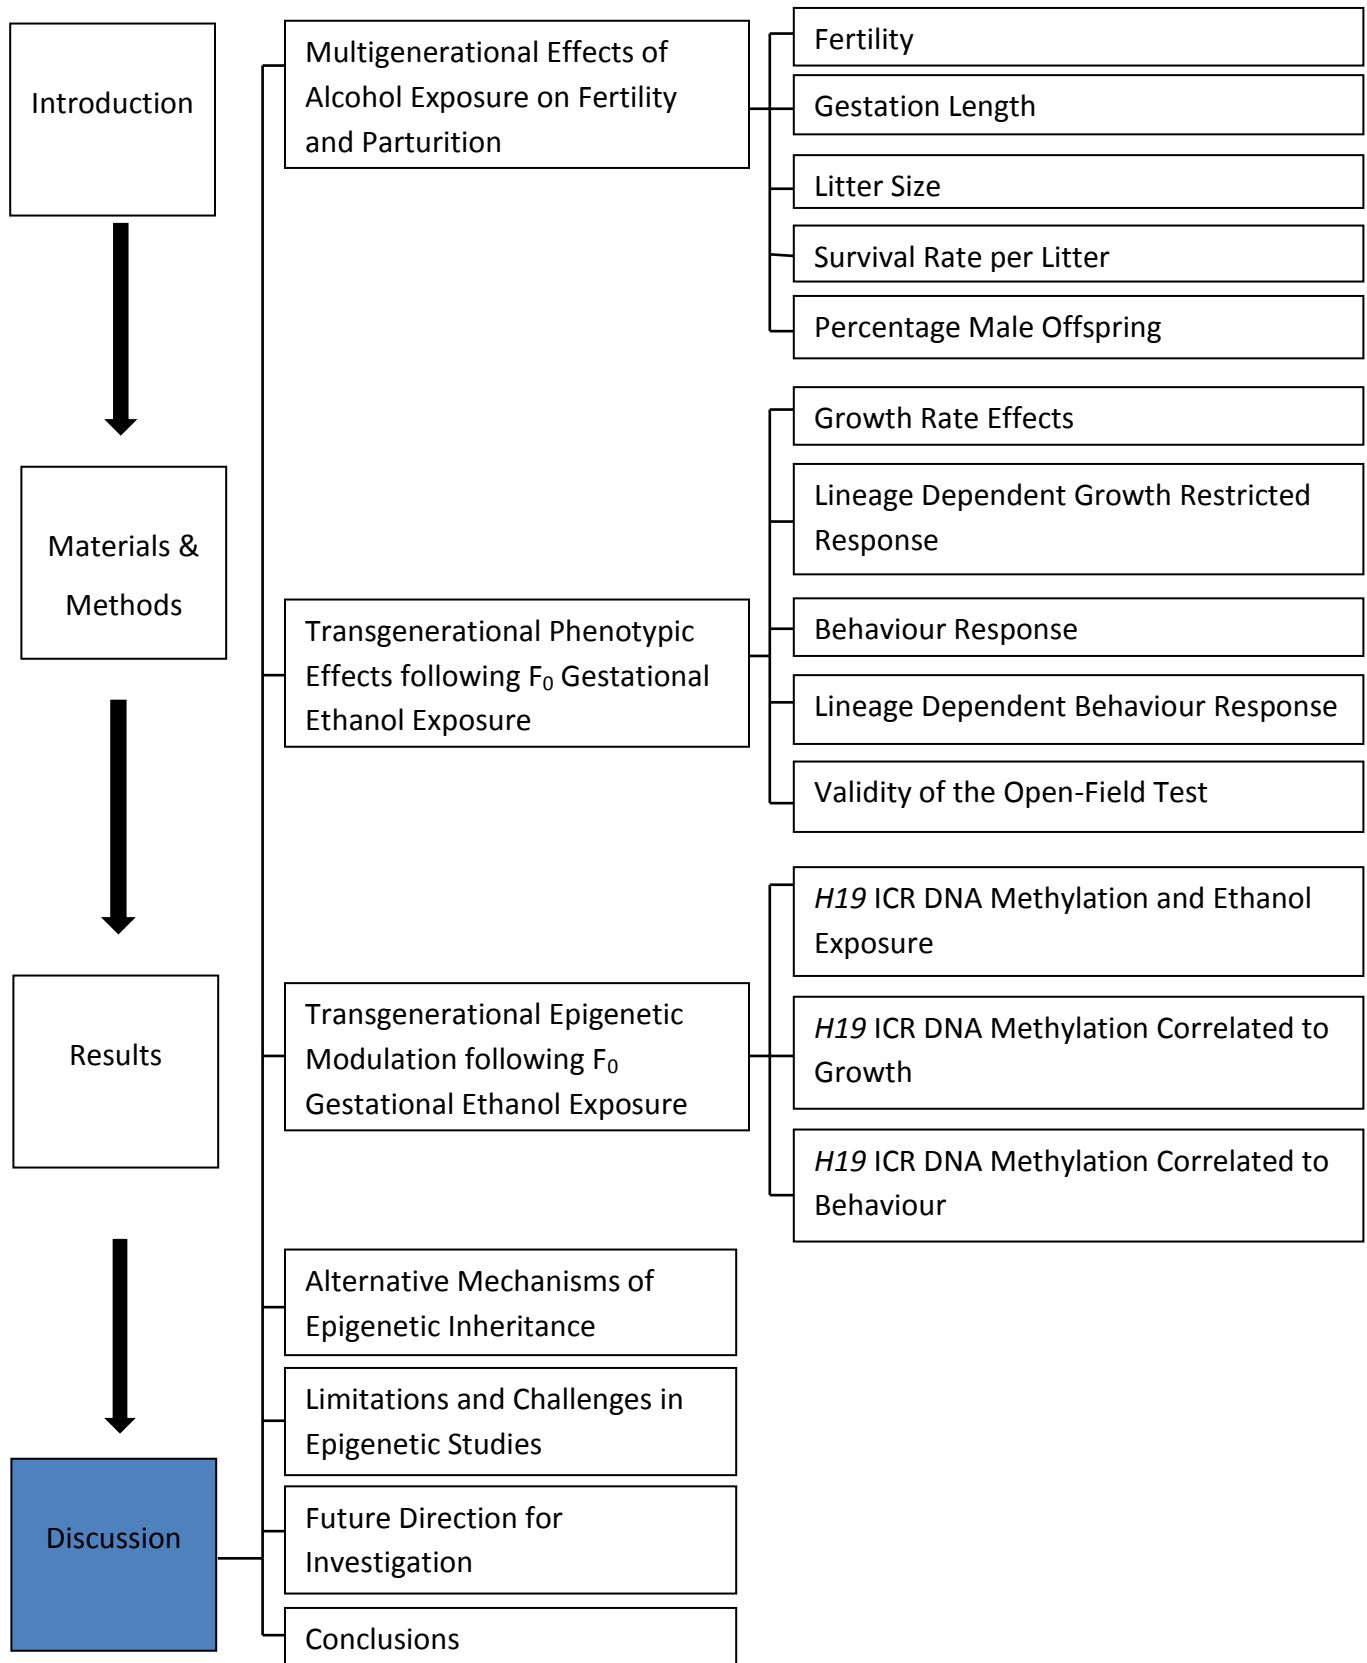 Introduction
Materials &
Methods
Results
Discussion
Multigenerational Effects of
Alcohol Exposure on Fertility
and Parturition
Fertility
Gestation Length
Litter Size
Survival Rate per Litter
Percentage Male Offspring
Transgenerational Phenotypic
Effects following F₀ Gestational
Ethanol Exposure
Growth Rate Effects
Lineage Dependent Growth Restricted
Response
Behaviour Response
Lineage Dependent Behaviour Response
Validity of the Open-Field Test
Transgenerational Epigenetic
Modulation following F₀
Gestational Ethanol Exposure
H19 ICR DNA Methylation and Ethanol
Exposure
H19 ICR DNA Methylation Correlated to
Growth
H19 ICR DNA Methylation Correlated to
Behaviour
Alternative Mechanisms of
Epigenetic Inheritance
Limitations and Challenges in
Epigenetic Studies
Future Direction for
Investigation
Conclusions